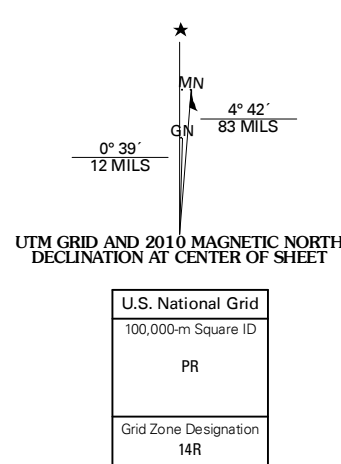 MN
4° 42´
83 MILS
GN
0° 39´
12 MILS
UTM GRID AND 2010 MAGNETIC NORTH
DECLINATION AT CENTER OF SHEET
U.S. National Grid
100,000-m Square ID
PR
Grid Zone Designation
14R